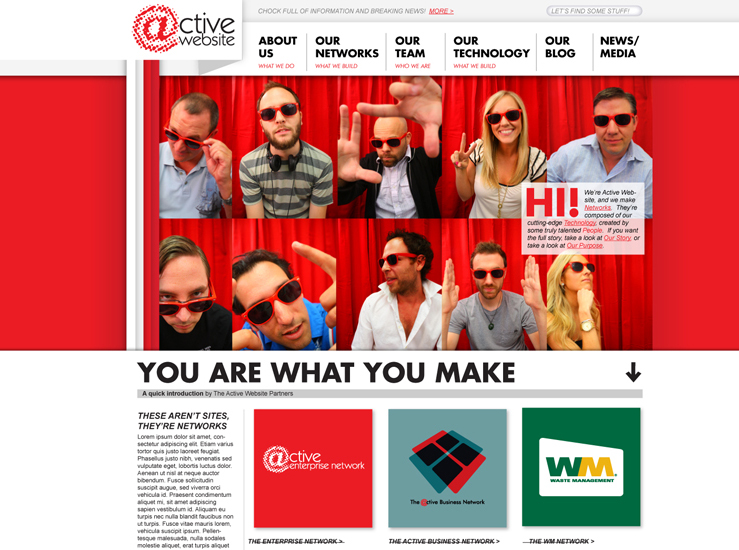 @ctive
website
CHOCK FULL OF INFORMATION AND BREAKING NEWS! MORE >
LET'S FIND SOME STUFF!
ABOUT
US
WHAT WE DO
OUR
NETWORKS
WHAT WE BUILD
OUR
TEAM
WHO WE ARE
OUR
TECHNOLOGY
WHAT WE BUILD
OUR
BLOG
NEWS/
MEDIA
HI!
We're Active Web-
site, and we make
Networks. They're
composed of our
cutting-edge Technology, created by
some truly talented People. If you want
the full story, take a look at Our Story, or
take a look at Our Purpose.
YOU ARE WHAT YOU MAKE
A quick introduction by The Active Website Partners
THESE AREN'T SITES,
THEY'RE NETWORKS
Lorem ipsum dolor sit amet, con-
sectetur adipiscing elit. Etiam varius
tortor quis justo laoreet feugiat.
Phasellus justo nibh, venenatis sed
vulputate eget, lobortis luctus dolor.
Aenean ut nisl at neque auctor
bibendum. Fusce sollicitudin
suscipit augue, sed viverra orci
vehicula id. Praesent condimentum
aliquet mi, sit amet adipiscing
sapien vestibulum id. Aliquam eu
turpis nec nulla blandit faucibus non
ut turpis. Fusce vitae mauris lorem,
vehicula suscipit ipsum. Pellen-
tesque malesuada, nulla sodales
molestie aliquet, erat turpis aliquet
@ctive
enterprise network
THE ENTERPRISE NETWORK >
The @ctive Business Network
THE ACTIVE BUSINESS NETWORK >
WM
WASTE MANAGEMENT
THE WM NETWORK >